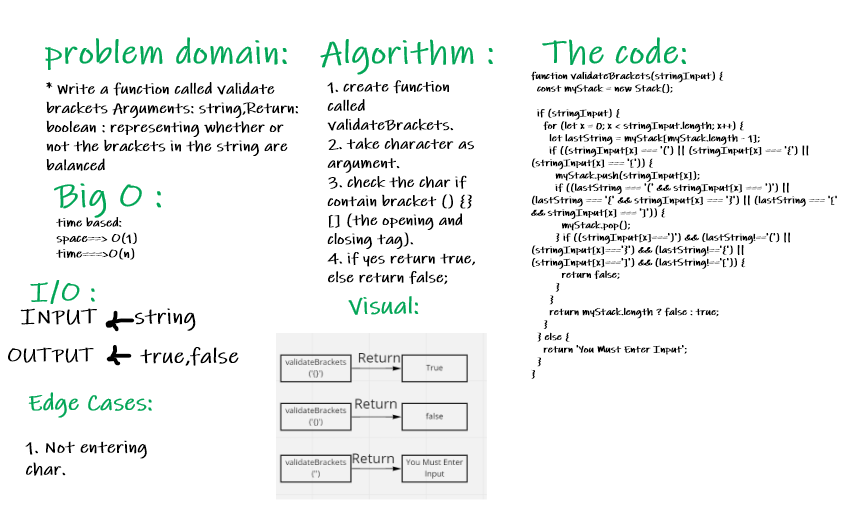 problem domain:
* Write a function called validate
brackets Arguments: string,Return:
boolean : representing whether or
not the brackets in the string are
balanced
Big O :
time based:
space==> O(1)
time===>O(n)
I/O :
INPUT ← string
OUTPUT ← true,false
Edge Cases:
1. Not entering
char.
Algorithm :
1. create function
called
validateBrackets.
2. take character as
argument.
3. check the char if
contain bracket () {}
[] (the opening and
closing tag).
4. if yes return true,
else return false;
Visual:
validateBrackets
('{}')
Return
True
validateBrackets
('{)')
Return
false
validateBrackets
('')
Return
You Must Enter
Input
The code:
function validateBrackets(stringInput) {
const myStack = new Stack();
if (stringInput) {
for (let x = 0; x < stringInput.length; x++) {
let lastString = myStack[myStack.length - 1];
if ((stringInput[x] === '(') || (stringInput[x] === '{') ||
(stringInput[x] === '[')) {
myStack.push(stringInput[x]);
if ((lastString === '(' && stringInput[x] === ')') ||
(lastString === '{' && stringInput[x] === '}') || (lastString === '['
&& stringInput[x] === ']')) {
myStack.pop();
} if ((stringInput[x]===')') && (lastString!=='(') ||
(stringInput[x]==='}') && (lastString!=='{') ||
(stringInput[x]===']') && (lastString!=='[')) {
return false;
}
}
return myStack.length ? false : true;
}
} else {
return 'You Must Enter Input';
}
}